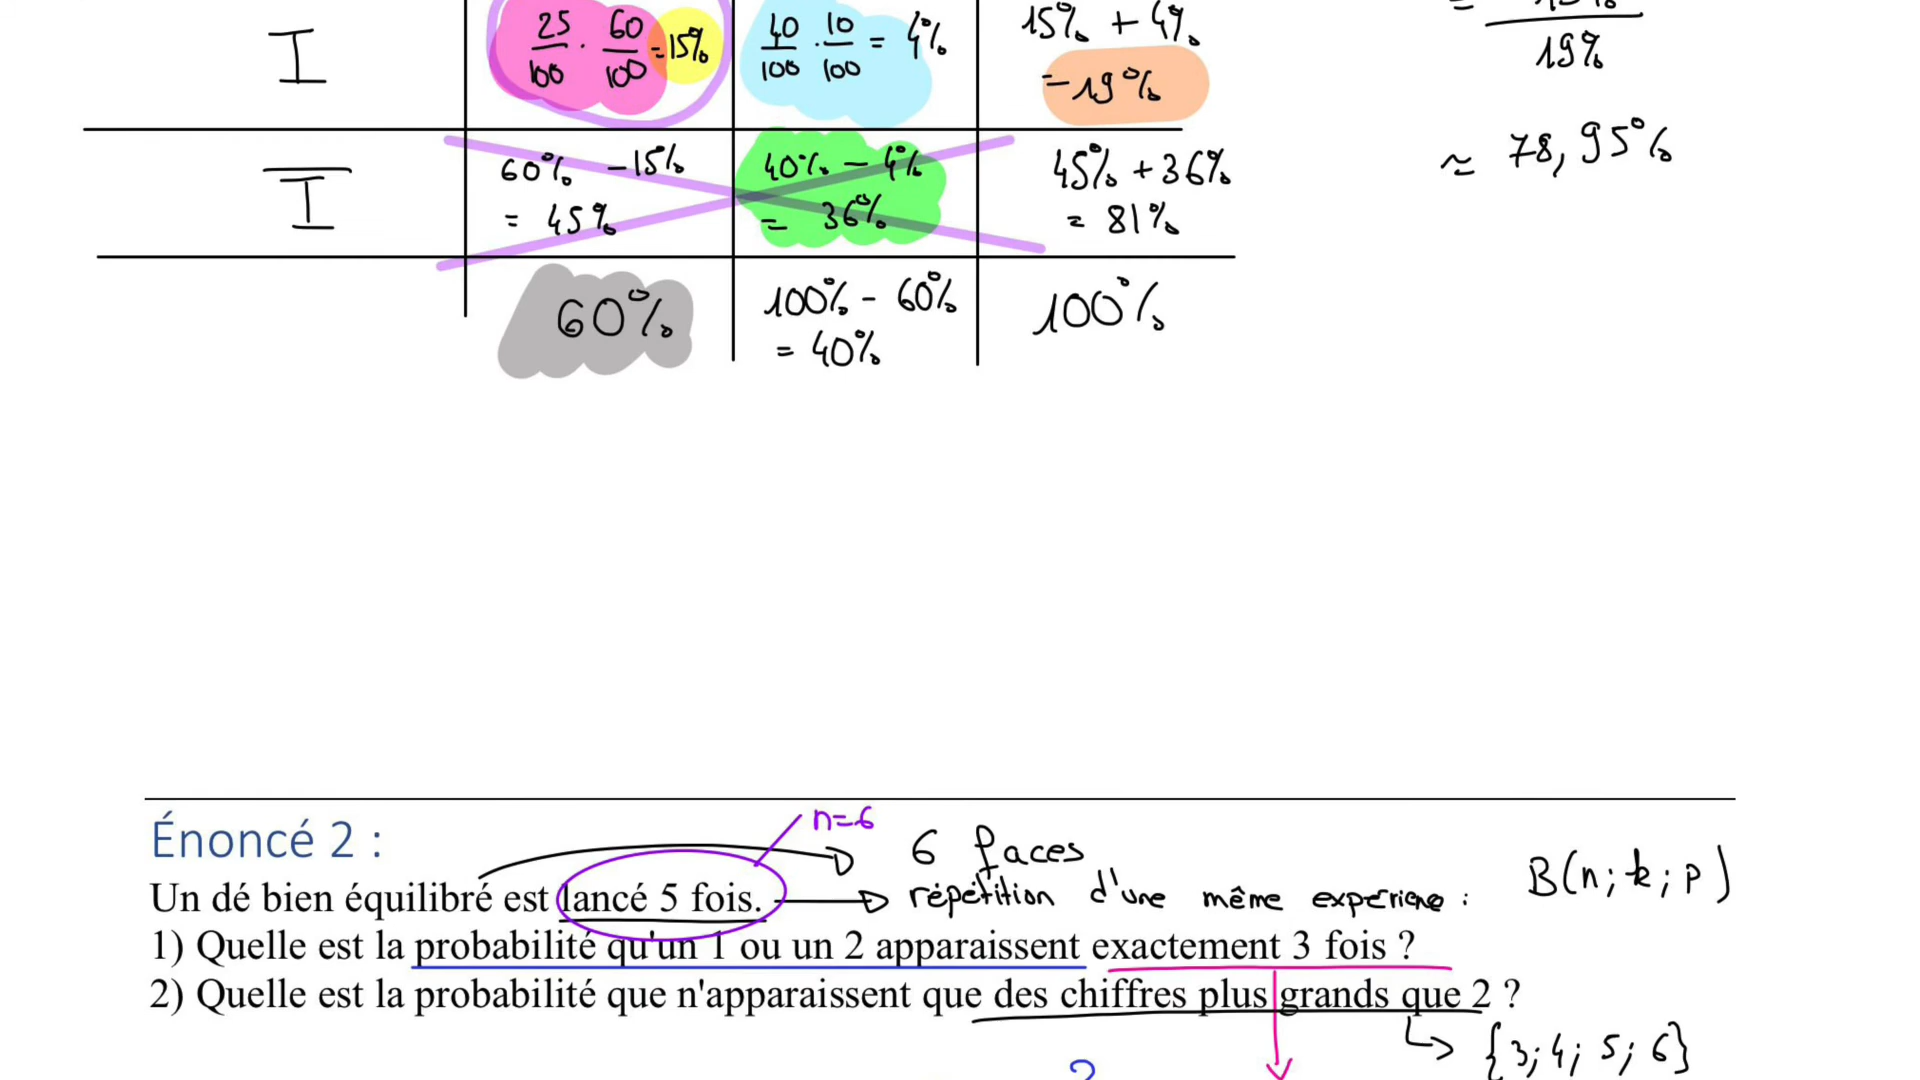 I
25/100 · 60/100 = 15%
40/100 · 10/100 = 4%
15% + 4%
= 19%
=
19%
≈ 78,95%
I̅
60% - 15%
= 45%
40% - 4%
= 36%
45% + 36%
= 81%
60%
100% - 60%
= 40%
100%
Énoncé 2 :
n=6
6 faces
Un dé bien équilibré est lancé 5 fois.
répétition d'une même experiene :
B(n; k; p)
1) Quelle est la probabilité qu'un 1 ou un 2 apparaissent exactement 3 fois ?
2) Quelle est la probabilité que n'apparaissent que des chiffres plus grands que 2 ?
{3; 4; 5; 6}